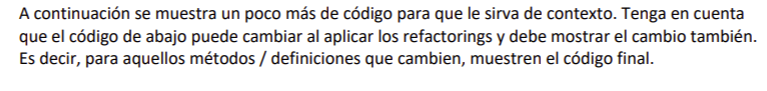 A continuación se muestra un poco más de código para que le sirva de contexto. Tenga en cuenta
que el código de abajo puede cambiar al aplicar los refactorings y debe mostrar el cambio también.
Es decir, para aquellos métodos / definiciones que cambien, muestren el código final.